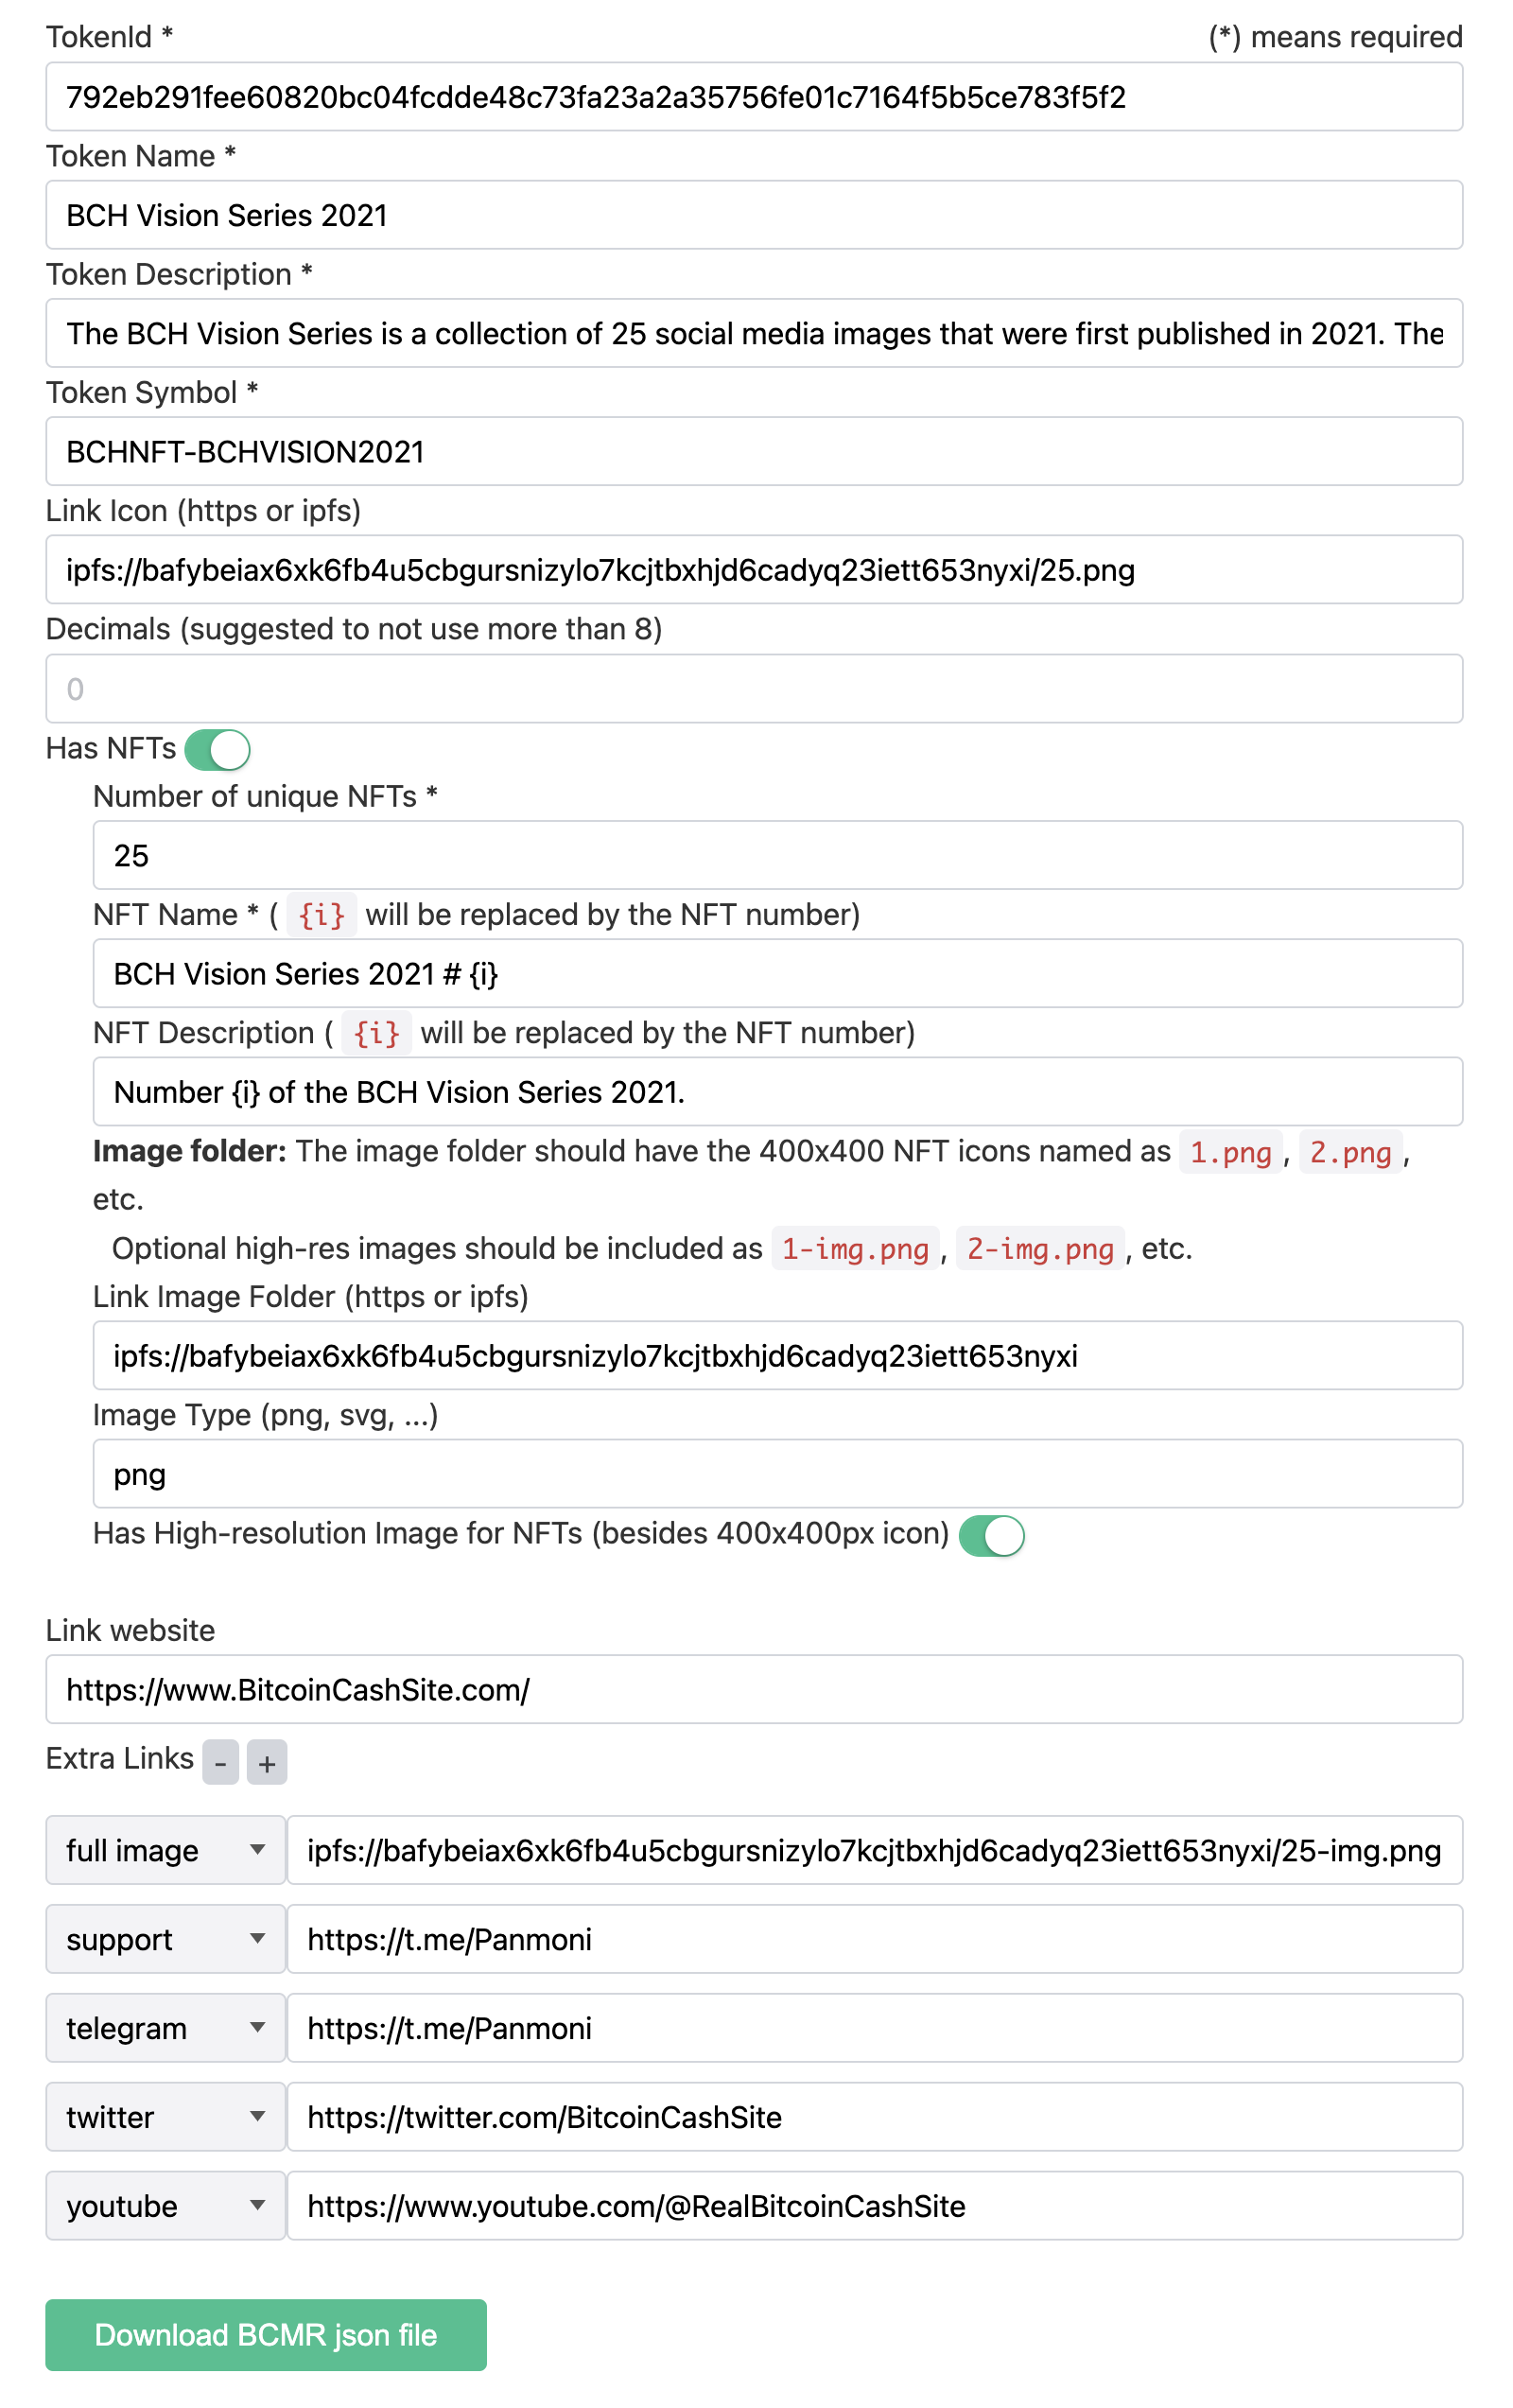 TokenId * (*) means required
792eb291fee60820bc04fcdde48c73fa23a2a35756fe01c7164f5b5ce783f5f2
Token Name *
BCH Vision Series 2021
Token Description *
The BCH Vision Series is a collection of 25 social media images that were first published in 2021. The
Token Symbol *
BCHNFT-BCHVISION2021
Link Icon (https or ipfs)
ipfs://bafybeiax6xk6fb4u5cbgursnizylo7kcjtbxhjd6cadyq23iett653nyxi/25.png
Decimals (suggested to not use more than 8)
0
Has NFTs
Number of unique NFTs *
25
NFT Name * ( {i} will be replaced by the NFT number)
BCH Vision Series 2021 # {i}
NFT Description ( {i} will be replaced by the NFT number)
Number {i} of the BCH Vision Series 2021.
Image folder: The image folder should have the 400x400 NFT icons named as 1.png, 2.png,
etc.
Optional high-res images should be included as 1-img.png, 2-img.png, etc.
Link Image Folder (https or ipfs)
ipfs://bafybeiax6xk6fb4u5cbgursnizylo7kcjtbxhjd6cadyq23iett653nyxi
Image Type (png, svg, ...)
png
Has High-resolution Image for NFTs (besides 400x400px icon)
Link website
https://www.BitcoinCashSite.com/
Extra Links - +
full image ipfs://bafybeiax6xk6fb4u5cbgursnizylo7kcjtbxhjd6cadyq23iett653nyxi/25-img.png
support https://t.me/Panmoni
telegram https://t.me/Panmoni
twitter https://twitter.com/BitcoinCashSite
youtube https://www.youtube.com/@RealBitcoinCashSite
Download BCMR json file